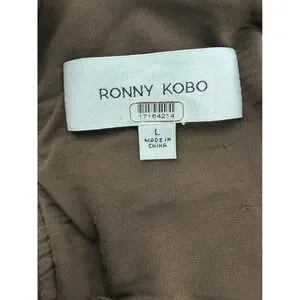 RONNY KOBO
17164214
L
MADE IN
CHINA